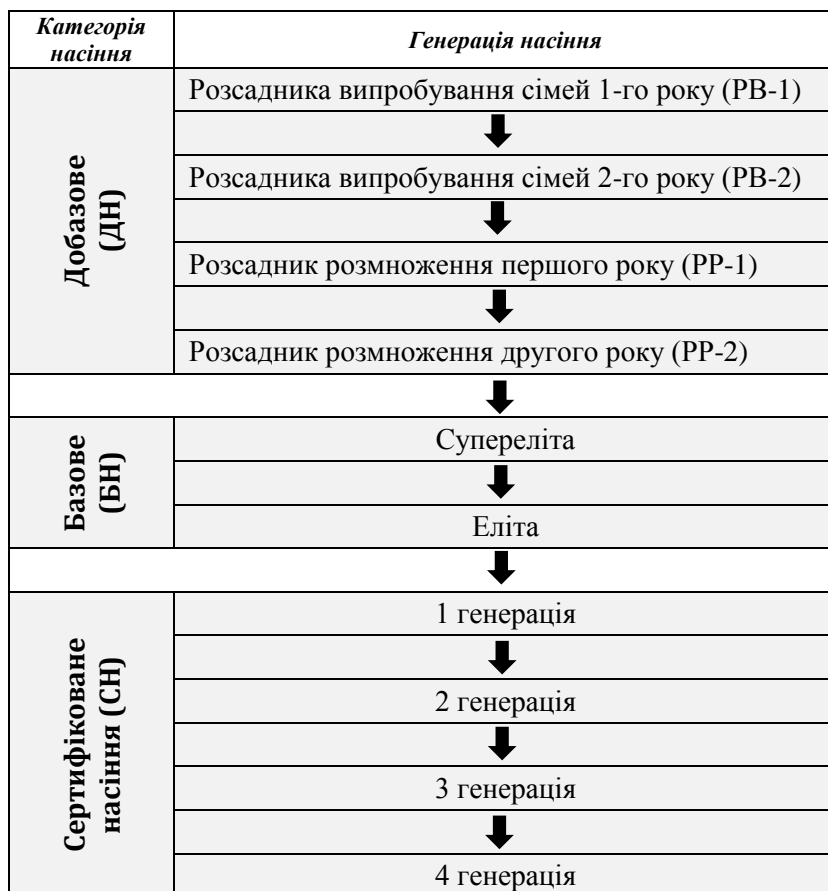 Категорія
насіння
Генерація насіння
Добазове
(ДН)
Розсадника випробування сімей 1-го року (РВ-1)
Розсадника випробування сімей 2-го року (РВ-2)
Розсадник розмноження першого року (РР-1)
Розсадник розмноження другого року (РР-2)
Базове
(БН)
Супереліта
Еліта
Сертифіковане
насіння (СН)
1 генерація
2 генерація
3 генерація
4 генерація